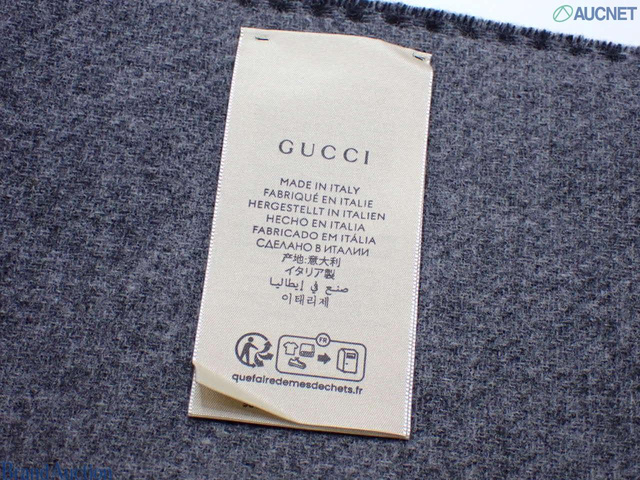 AUCNET
GUCCI
MADE IN ITALY
FABRIQUÉ EN ITALIE
HERGESTELLT IN ITALIEN
HECHO EN ITALIA
FABRICADO EM ITÁLIA
СДЕЛАНО В ИТАЛИИ
产地:意大利
イタリア製
صنع في إيطاليا
이태리제
FR
quefairedemesdechets.fr